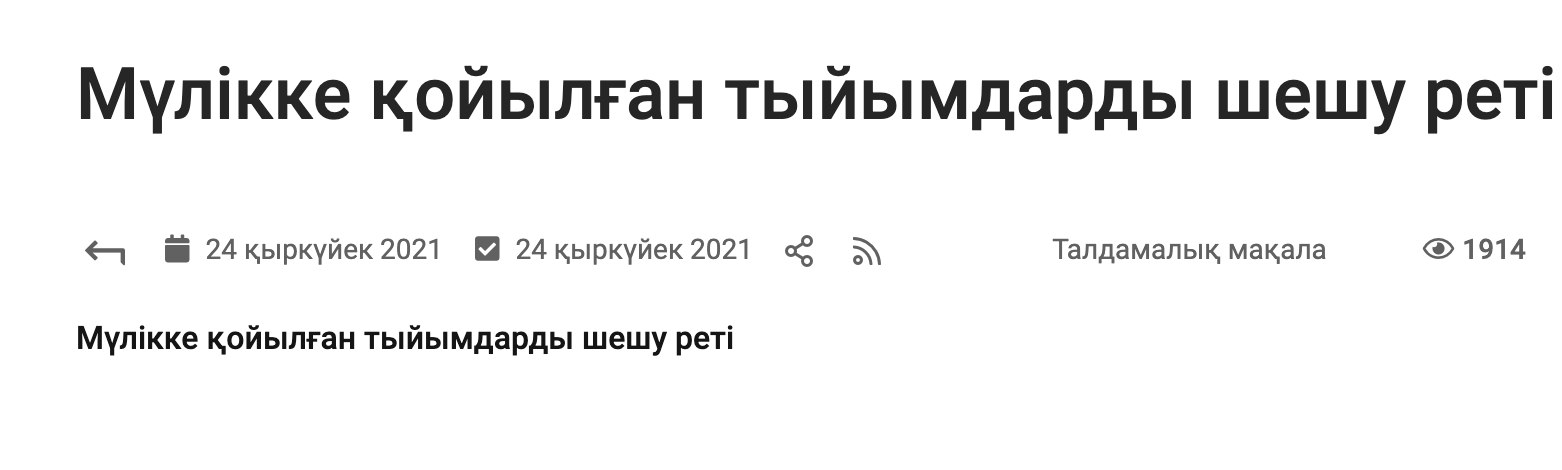 Мүлікке қойылған тыйымдарды шешу реті
24 қыркүйек 2021 24 қыркүйек 2021 Талдамалық мақала 1914
Мүлікке қойылған тыйымдарды шешу реті